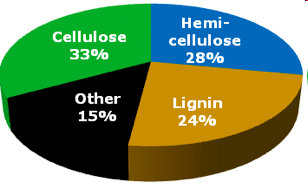 Cellulose
33%
Hemi-
cellulose
28%
Other
15%
Lignin
24%